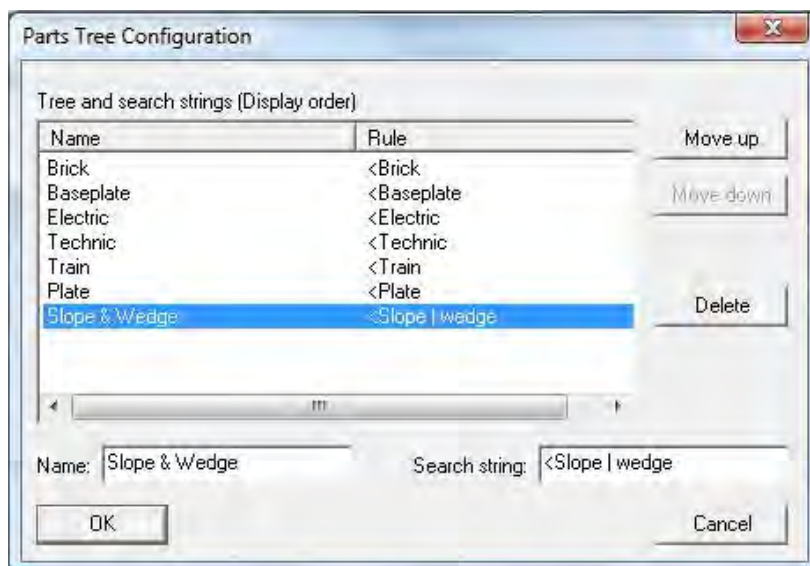 Parts Tree Configuration
Tree and search strings (Display order)
Name Rule
Move up
Brick <Brick
Baseplate <Baseplate
Move down
Electric <Electric
Technic <Technic
Train <Train
Plate <Plate
Slope & Wedge <Slope | wedge
Delete
Name: Slope & Wedge Search string: <Slope | wedge
OK Cancel